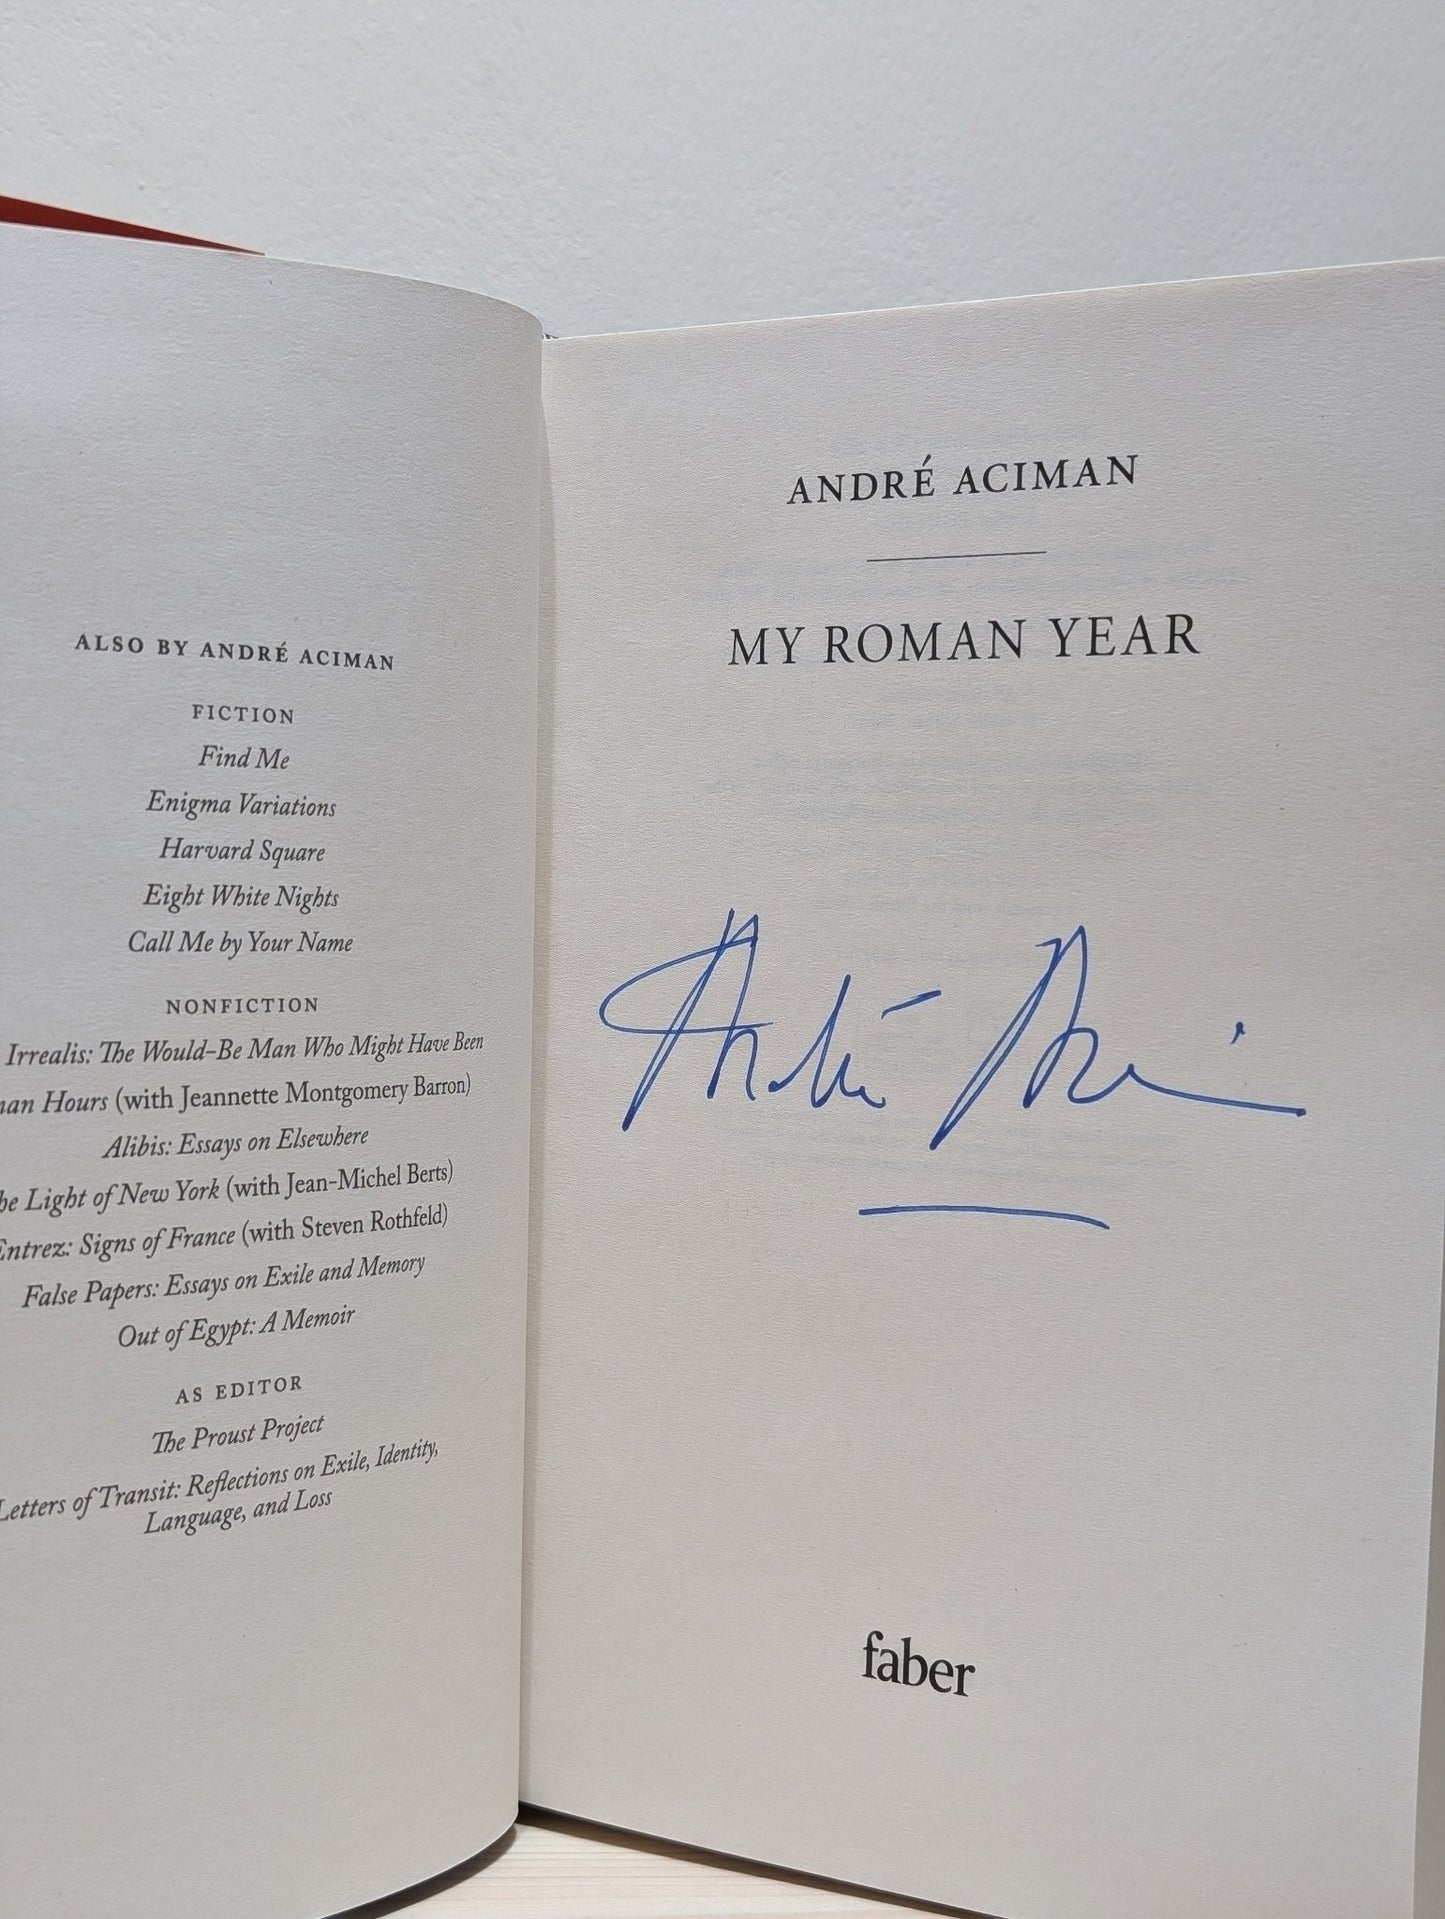 ALSO BY ANDRÉ ACIMAN
FICTION
Find Me
Enigma Variations
Harvard Square
Eight White Nights
Call Me by Your Name
NONFICTION
Irrealis: The Would-Be Man Who Might Have Been
Hours (with Jeannette Montgomery Barron)
Alibis: Essays on Elsewhere
Light of New York (with Jean-Michel Berts)
Entrez: Signs of France (with Steven Rothfeld)
False Papers: Essays on Exile and Memory
Out of Egypt: A Memoir
AS EDITOR
The Proust Project
Letters of Transit: Reflections on Exile, Identity,
Language, and Loss
ANDRÉ ACIMAN
MY ROMAN YEAR
André Aciman
faber